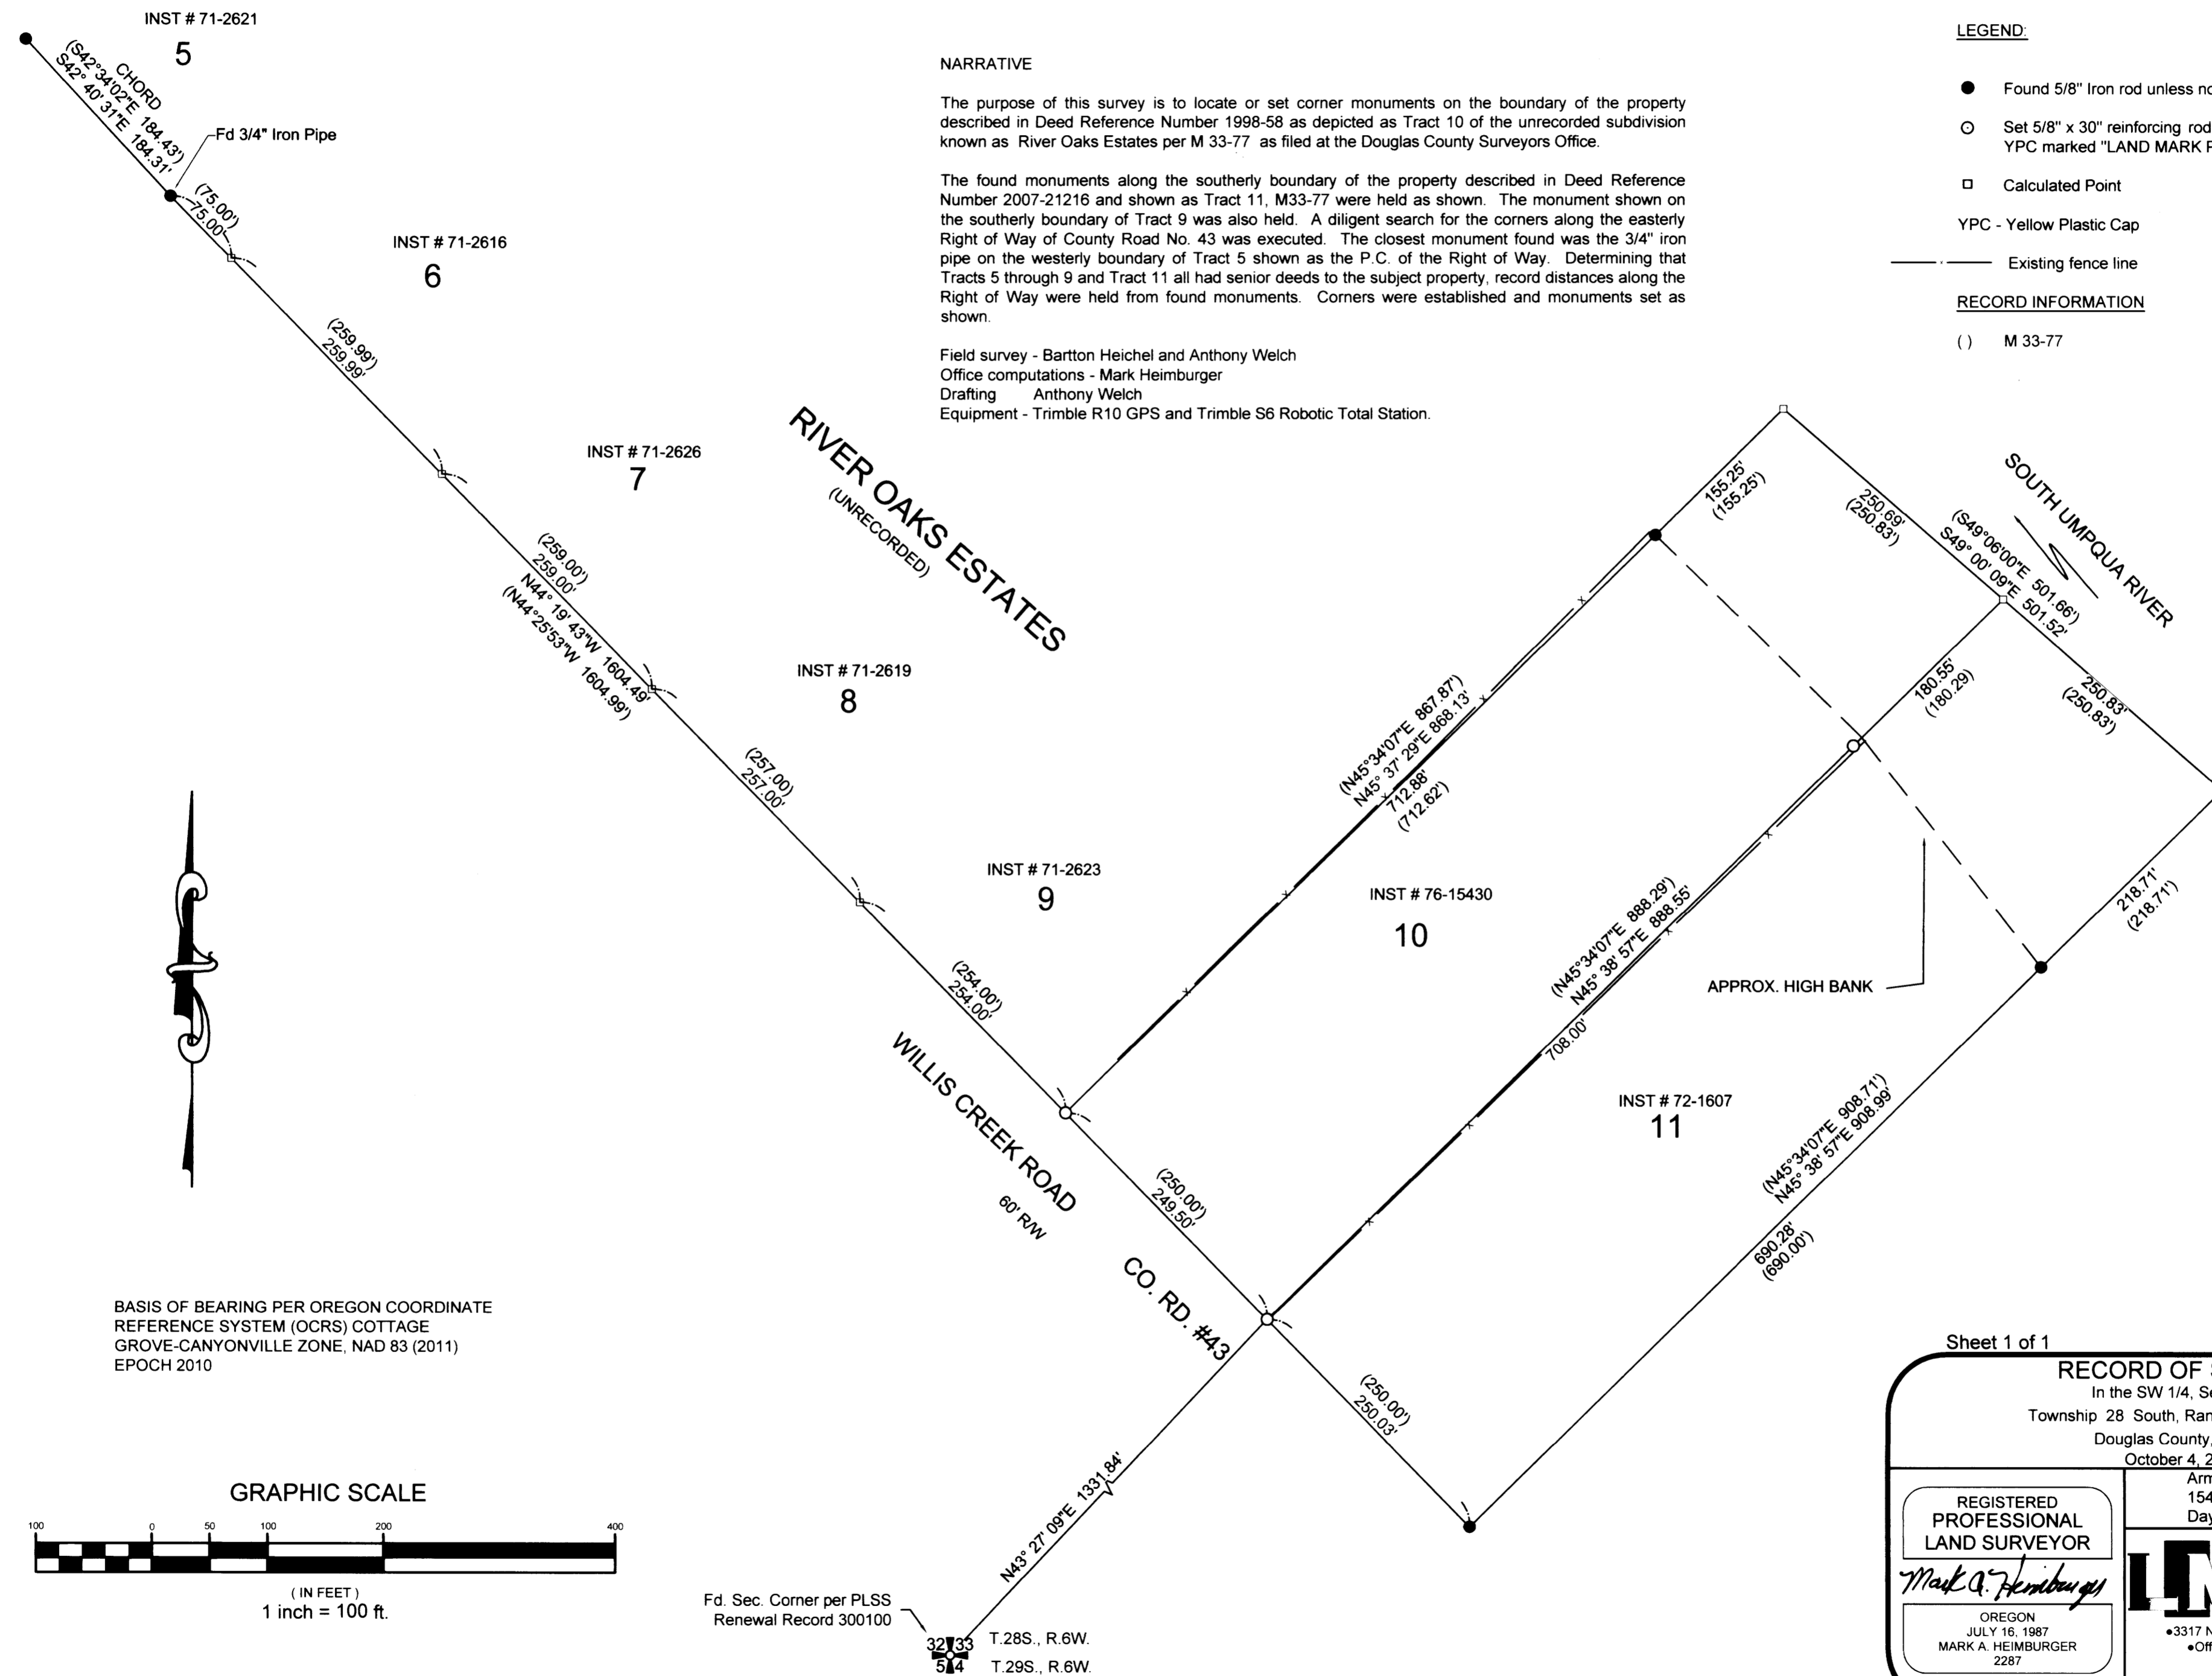 INST # 71-2621
5
CHORD
(S42°34'02"E 184.43')
S42° 40' 31"E 184.31'
Fd 3/4" Iron Pipe
(75.00')
75.00'
INST # 71-2616
6
(259.99')
259.99'
INST # 71-2626
7
(259.00')
259.00'
N44° 19' 43"W 1604.49'
(N44°25'53"W 1604.99')
INST # 71-2619
8
(257.00)
257.00'
INST # 71-2623
9
(254.00')
254.00'
RIVER OAKS ESTATES
(UNRECORDED)
NARRATIVE
The purpose of this survey is to locate or set corner monuments on the boundary of the property
described in Deed Reference Number 1998-58 as depicted as Tract 10 of the unrecorded subdivision
known as River Oaks Estates per M 33-77 as filed at the Douglas County Surveyors Office.
The found monuments along the southerly boundary of the property described in Deed Reference
Number 2007-21216 and shown as Tract 11, M33-77 were held as shown. The monument shown on
the southerly boundary of Tract 9 was also held. A diligent search for the corners along the easterly
Right of Way of County Road No. 43 was executed. The closest monument found was the 3/4" iron
pipe on the westerly boundary of Tract 5 shown as the P.C. of the Right of Way. Determining that
Tracts 5 through 9 and Tract 11 all had senior deeds to the subject property, record distances along the
Right of Way were held from found monuments. Corners were established and monuments set as
shown.
Field survey - Bartton Heichel and Anthony Welch
Office computations - Mark Heimburger
Drafting Anthony Welch
Equipment - Trimble R10 GPS and Trimble S6 Robotic Total Station.
LEGEND:
Found 5/8" Iron rod unless no
Set 5/8" x 30" reinforcing rod
YPC marked "LAND MARK
Calculated Point
YPC - Yellow Plastic Cap
Existing fence line
RECORD INFORMATION
( ) M 33-77
155.25'
(155.25')
250.69'
(250.83')
SOUTH UMPQUA RIVER
(S49°06'00"E 501.66')
S49° 00' 09"E 501.52'
180.55'
(180.29)
250.83'
(250.83')
(N45°34'07"E 867.87')
N45° 37' 29"E 868.13'
712.88'
(712.62')
INST # 76-15430
10
(N45°34'07"E 888.29')
N45° 38' 57"E 888.55'
708.00'
APPROX. HIGH BANK
218.71'
(218.71')
INST # 72-1607
11
(N45°34'07"E 908.71')
N45° 38' 57"E 908.99'
690.28'
(690.00')
WILLIS CREEK ROAD
60' R/W
CO. RD. #43
(250.00')
249.50'
(250.00')
250.03'
N43° 27' 09"E 1331.84'
Fd. Sec. Corner per PLSS
Renewal Record 300100
32 33
5 4
T.28S., R.6W.
T.29S., R.6W.
BASIS OF BEARING PER OREGON COORDINATE
REFERENCE SYSTEM (OCRS) COTTAGE
GROVE-CANYONVILLE ZONE, NAD 83 (2011)
EPOCH 2010
GRAPHIC SCALE
100 0 50 100 200 400
( IN FEET )
1 inch = 100 ft.
Sheet 1 of 1
RECORD OF
In the SW 1/4, Se
Township 28 South, Ran
Douglas County,
October 4, 2
Arm
154
Day
REGISTERED
PROFESSIONAL
LAND SURVEYOR
Mark A. Heimburger
OREGON
JULY 16, 1987
MARK A. HEIMBURGER
2287
L
●3317 N
●Off